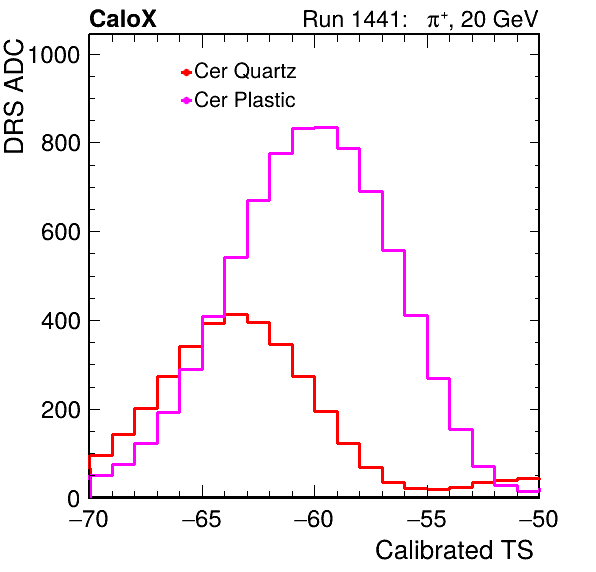 CaloX Run 1441: π⁺, 20 GeV
DRS ADC
Cer Quartz
Cer Plastic
1000
800
600
400
200
0
−70 −65 −60 −55 −50
Calibrated TS